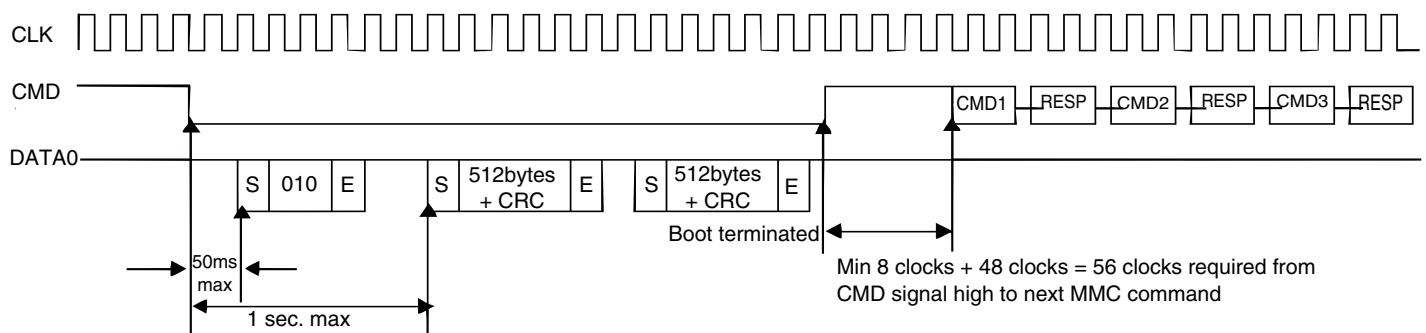 CLK
CMD
CMD1 RESP CMD2 RESP CMD3 RESP
DATA0
S 010 E S 512bytes + CRC E S 512bytes + CRC E
Boot terminated
50ms
max
Min 8 clocks + 48 clocks = 56 clocks required from
CMD signal high to next MMC command
1 sec. max